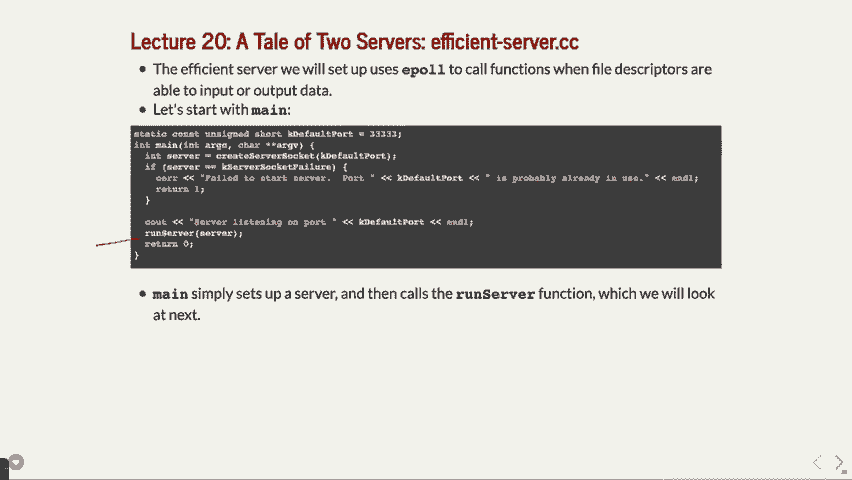 Lecture 20: A Tale of Two Servers: efficient-server.cc
• The efficient server we will set up uses epoll to call functions when file descriptors are
able to input or output data.
• Let's start with main:
static const unsigned short kDefaultPort = 33333;
int main(int argc, char **argv) {
int server = createServerSocket(kDefaultPort);
if (server == kServerSocketFailure) {
cerr << "Failed to start server. Port " << kDefaultPort << " is probably already in use." << endl;
return 1;
}
cout << "Server listening on port " << kDefaultPort << endl;
runServer(server);
return 0;
}
• main simply sets up a server, and then calls the runServer function, which we will look
at next.